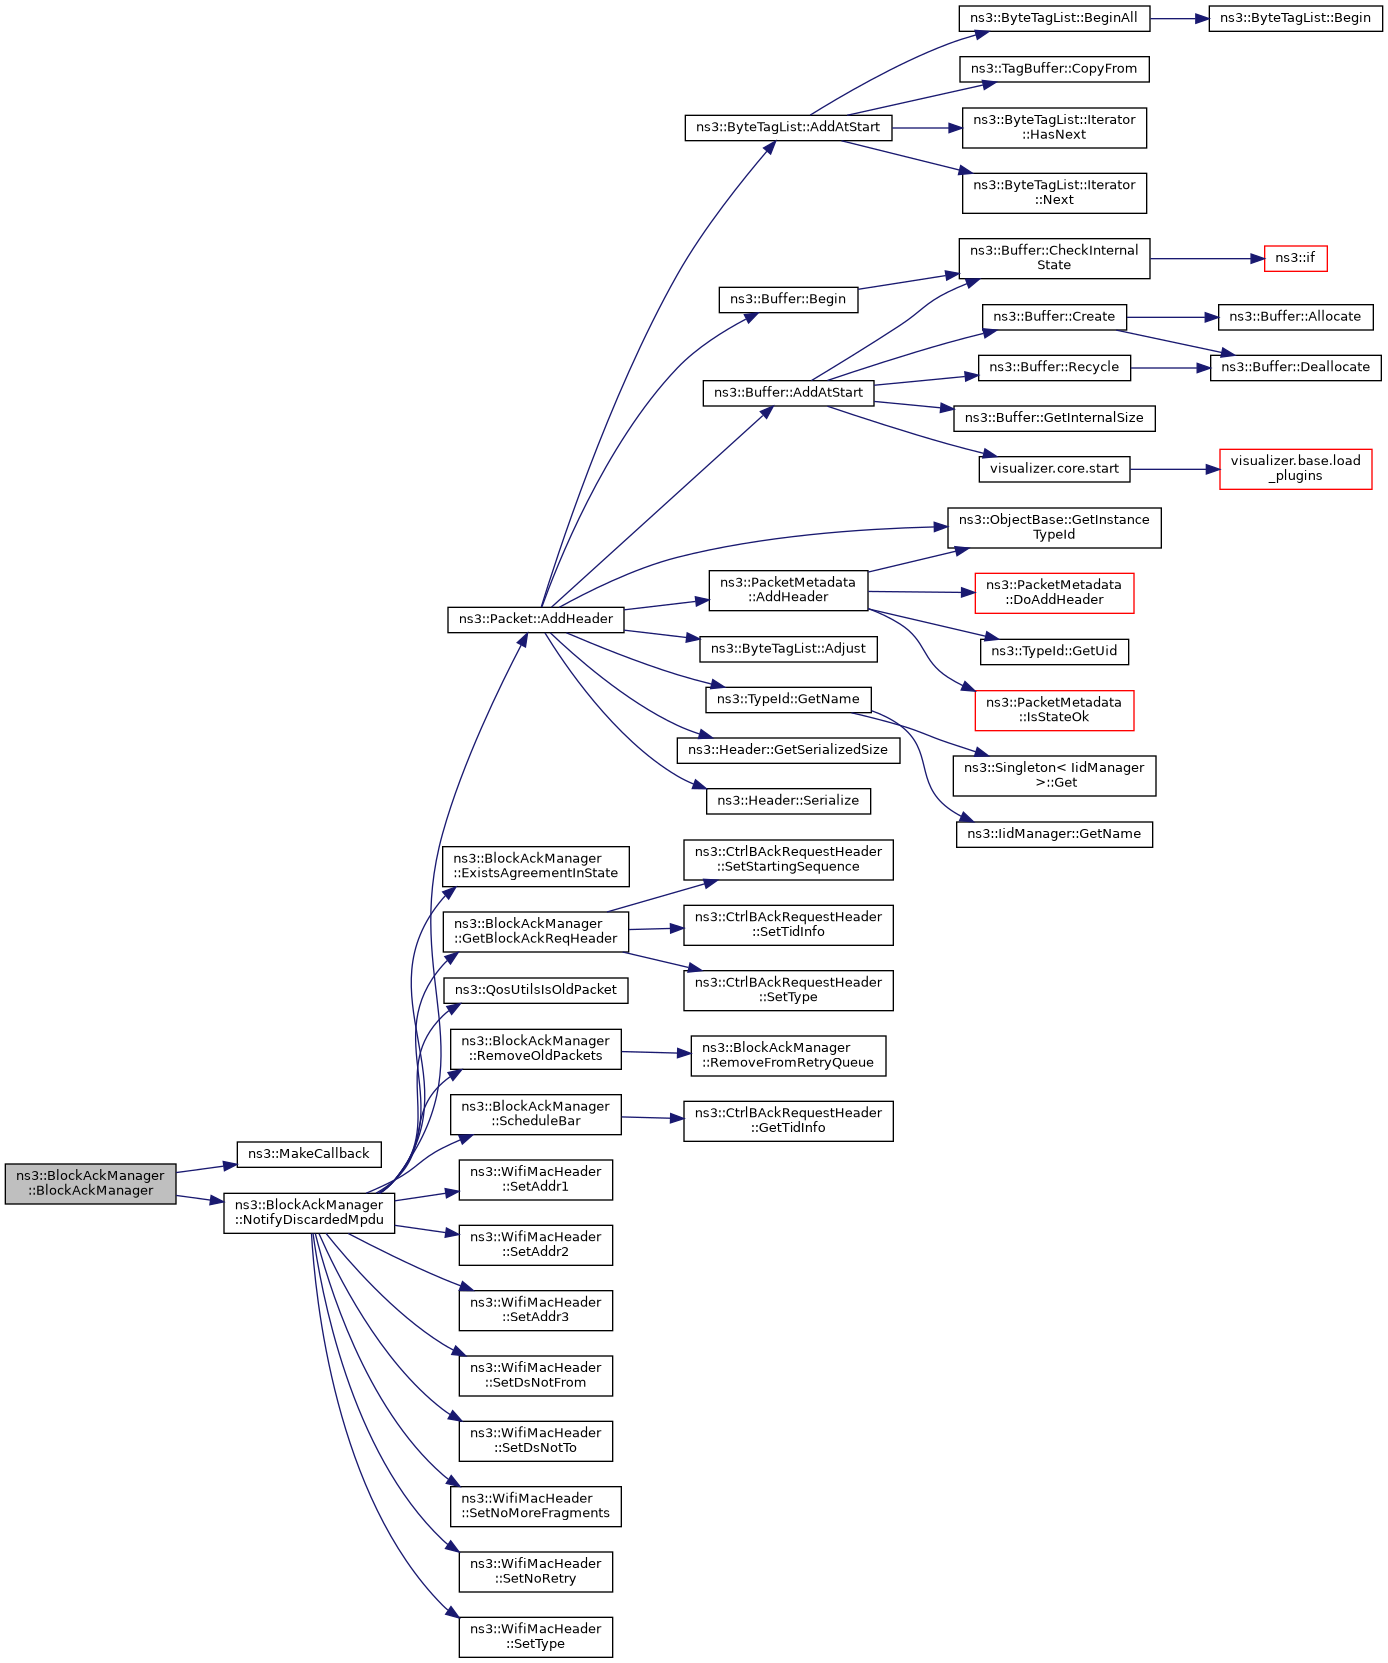 ns3::ByteTagList::BeginAll
ns3::ByteTagList::Begin
ns3::TagBuffer::CopyFrom
ns3::ByteTagList::AddAtStart
ns3::ByteTagList::Iterator
::HasNext
ns3::ByteTagList::Iterator
::Next
ns3::Buffer::CheckInternal
State
ns3::if
ns3::Buffer::Begin
ns3::Buffer::Create
ns3::Buffer::Allocate
ns3::Buffer::Recycle
ns3::Buffer::Deallocate
ns3::Buffer::AddAtStart
ns3::Buffer::GetInternalSize
visualizer.core.start
visualizer.base.load
_plugins
ns3::ObjectBase::GetInstance
TypeId
ns3::PacketMetadata
::AddHeader
ns3::PacketMetadata
::DoAddHeader
ns3::Packet::AddHeader
ns3::ByteTagList::Adjust
ns3::TypeId::GetUid
ns3::TypeId::GetName
ns3::PacketMetadata
::IsStateOk
ns3::Header::GetSerializedSize
ns3::Singleton< IidManager
>::Get
ns3::Header::Serialize
ns3::IidManager::GetName
ns3::BlockAckManager
::ExistsAgreementInState
ns3::CtrlBAckRequestHeader
::SetStartingSequence
ns3::BlockAckManager
::GetBlockAckReqHeader
ns3::CtrlBAckRequestHeader
::SetTidInfo
ns3::QosUtilsIsOldPacket
ns3::CtrlBAckRequestHeader
::SetType
ns3::BlockAckManager
::RemoveOldPackets
ns3::BlockAckManager
::RemoveFromRetryQueue
ns3::BlockAckManager
::ScheduleBar
ns3::CtrlBAckRequestHeader
::GetTidInfo
ns3::MakeCallback
ns3::BlockAckManager
::BlockAckManager
ns3::BlockAckManager
::NotifyDiscardedMpdu
ns3::WifiMacHeader
::SetAddr1
ns3::WifiMacHeader
::SetAddr2
ns3::WifiMacHeader
::SetAddr3
ns3::WifiMacHeader
::SetDsNotFrom
ns3::WifiMacHeader
::SetDsNotTo
ns3::WifiMacHeader
::SetNoMoreFragments
ns3::WifiMacHeader
::SetNoRetry
ns3::WifiMacHeader
::SetType